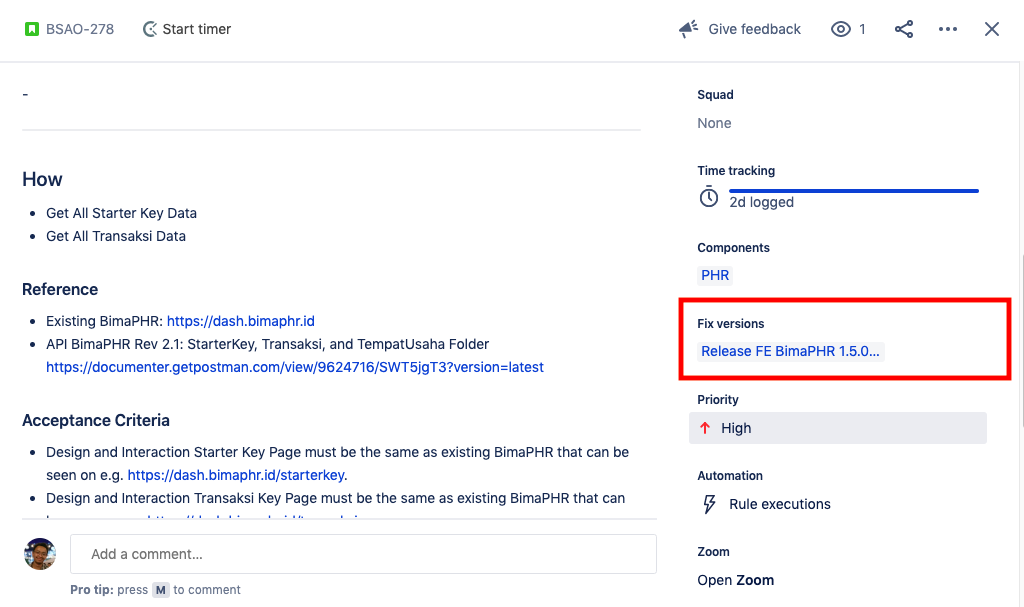 BSAO-278
Start timer
Give feedback
1
-
How
Get All Starter Key Data
Get All Transaksi Data
Reference
Existing BimaPHR: https://dash.bimaphr.id
API BimaPHR Rev 2.1: StarterKey, Transaksi, and TempatUsaha Folder
https://documenter.getpostman.com/view/9624716/SWT5jgT3?version=latest
Acceptance Criteria
Design and Interaction Starter Key Page must be the same as existing BimaPHR that can be
seen on e.g. https://dash.bimaphr.id/starterkey.
Design and Interaction Transaksi Key Page must be the same as existing BimaPHR that can
Add a comment...
Pro tip: press M to comment
Squad
None
Time tracking
2d logged
Components
PHR
Fix versions
Release FE BimaPHR 1.5.0...
Priority
High
Automation
Rule executions
Zoom
Open Zoom